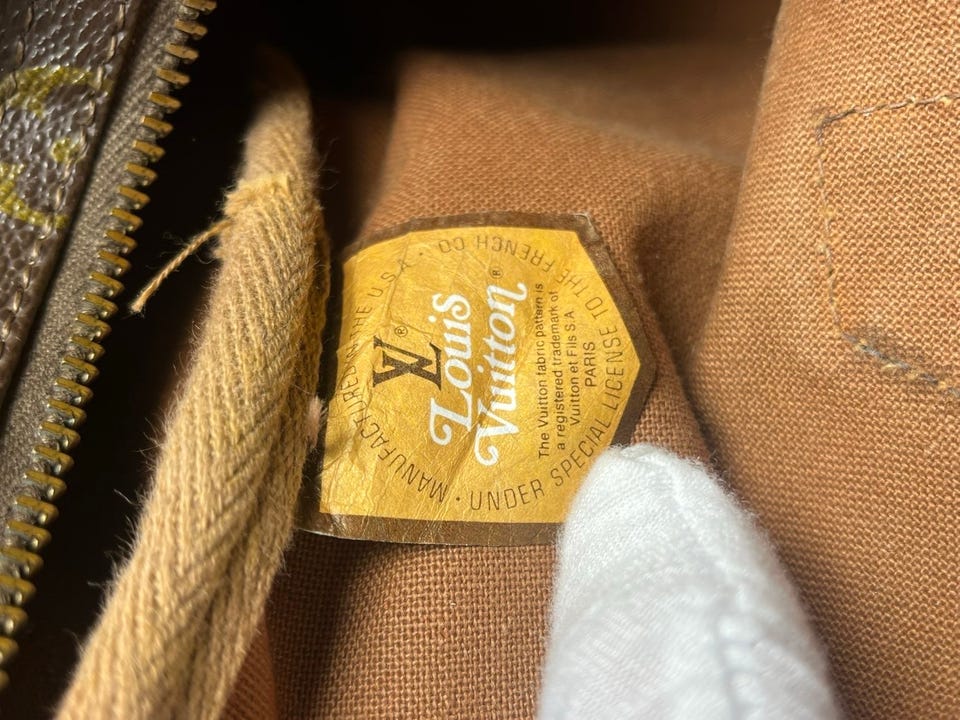 MANUFACTURED IN THE U.S.A. · UNDER SPECIAL LICENSE TO THE FRENCH CO ·
LV ®
Louis
Vuitton ®
The Vuitton fabric pattern is
a registered trademark of
Vuitton et Fils S.A
PARIS